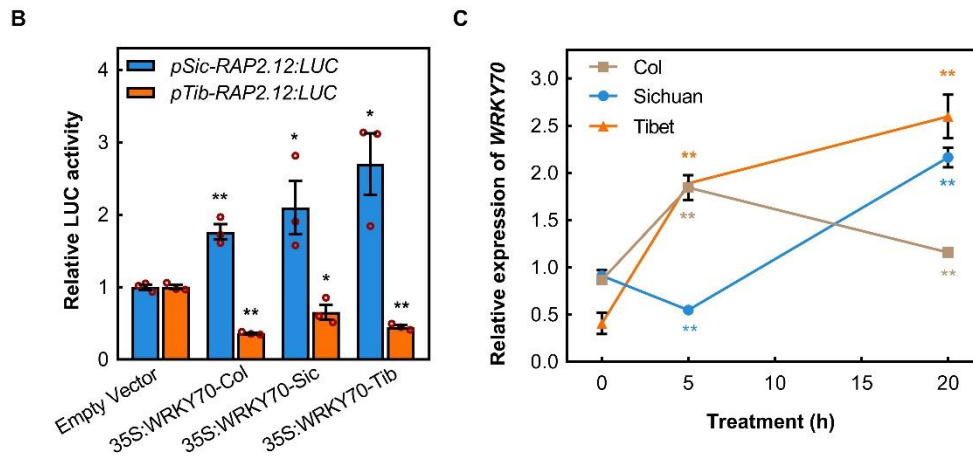 B
Relative LUC activity
4
3
2
1
0
pSic-RAP2.12:LUC
pTib-RAP2.12:LUC
**
**
*
*
*
**
Empty Vector
35S:WRKY70-Col
35S:WRKY70-Sic
35S:WRKY70-Tib
C
Relative expression of WRKY70
3.0
2.5
2.0
1.5
1.0
0.5
0.0
Col
Sichuan
Tibet
**
**
**
**
**
**
0
5
10
15
20
Treatment (h)